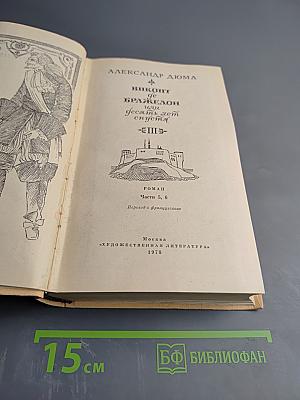 АЛЕКСАНДР ДЮМА
ВИКОНТ
де
БРАЖЕЛОН
или
десять лет
спустя
III
РОМАН
Части 5, 6
Перевод с французского
Москва
«ХУДОЖЕСТВЕННАЯ ЛИТЕРАТУРА»
1978
15 см
БФ БИБЛИОФАН